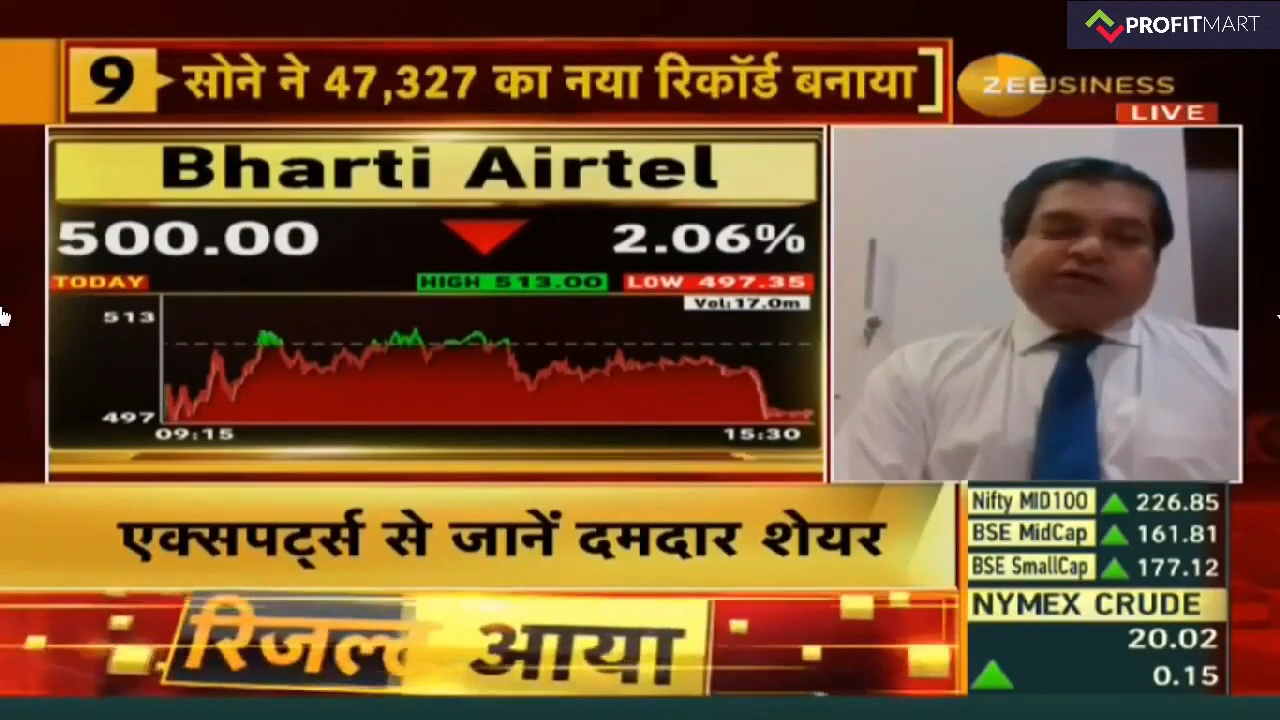 PROFITMART
9 सोने ने 47,327 का नया रिकॉर्ड बनाया
ZEE BUSINESS
LIVE
Bharti Airtel
500.00 2.06%
TODAY HIGH 513.00 LOW 497.35
Vol:17.0m
513
497
09:15 15:30
एक्सपर्ट्स से जानें दमदार शेयर
रिजल्ट आया
Nifty MID100 226.85
BSE MidCap 161.81
BSE SmallCap 177.12
NYMEX CRUDE
20.02
0.15